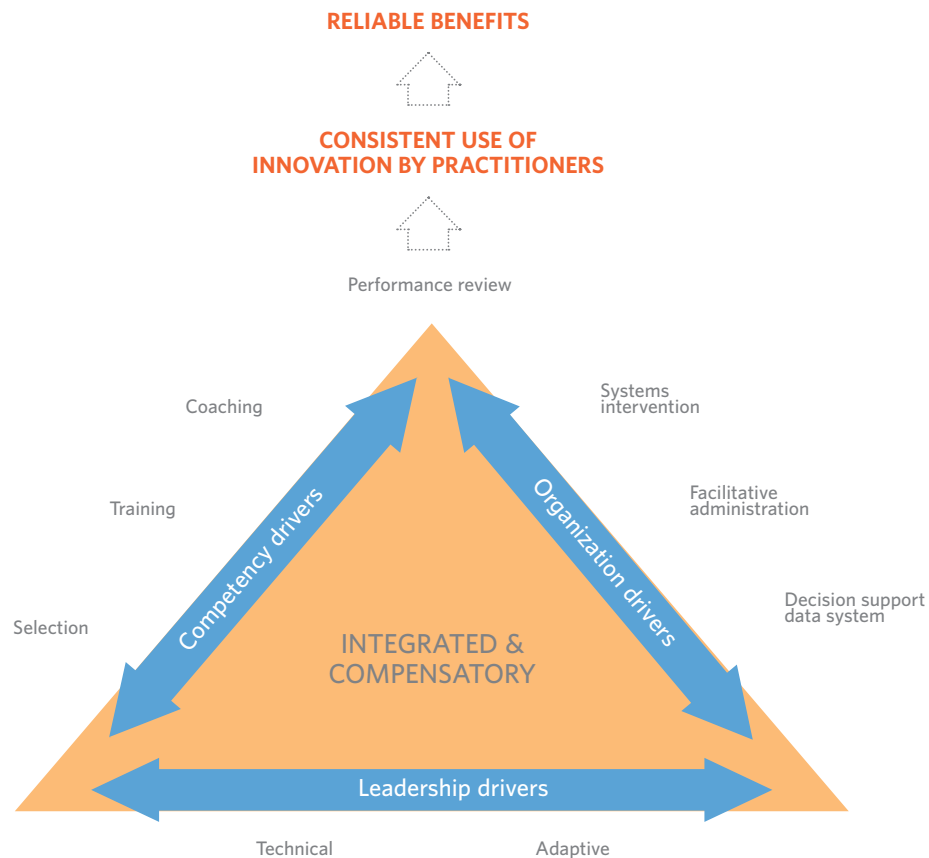 RELIABLE BENEFITS
CONSISTENT USE OF
INNOVATION BY PRACTITIONERS
Performance review
Coaching
Systems
intervention
Training
Facilitative
administration
Selection
Decision support
data system
Competency drivers
Organization drivers
INTEGRATED &
COMPENSATORY
Leadership drivers
Technical
Adaptive